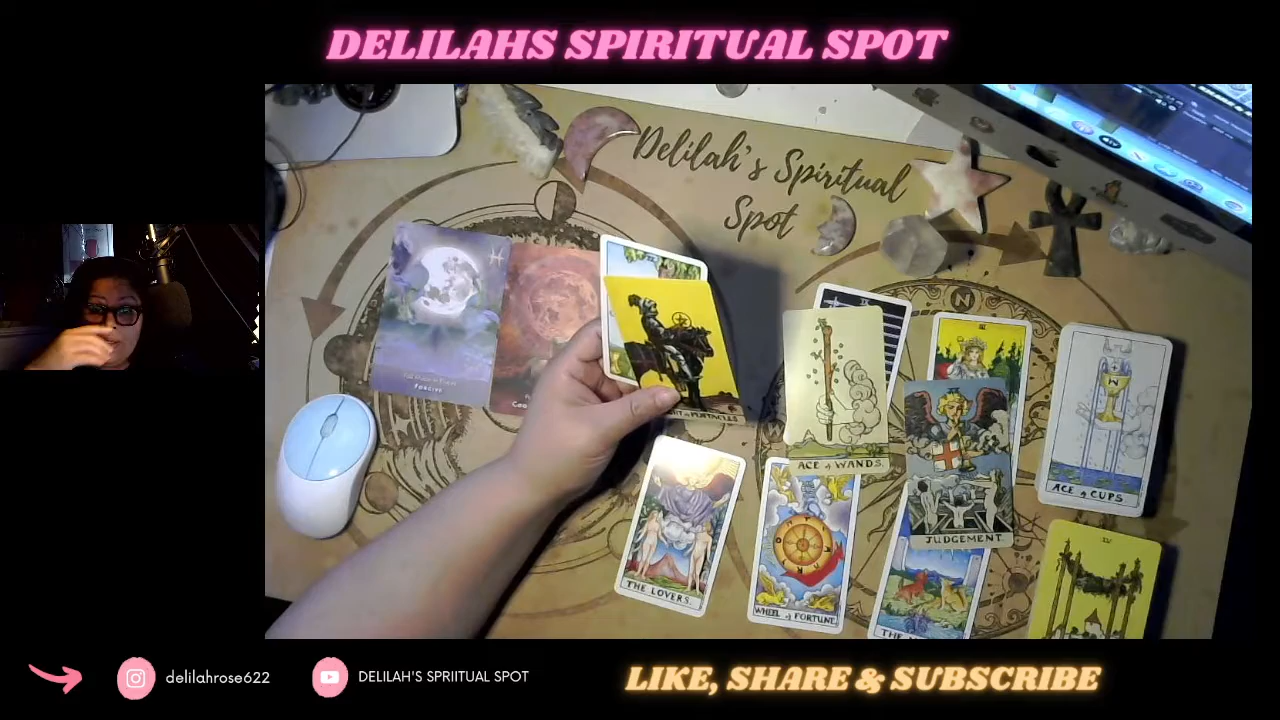 DELILAHS SPIRITUAL SPOT
Delilah's Spiritual
Spot
ACE of WANDS.
ACE of CUPS
JUDGEMENT.
THE LOVERS.
WHEEL of FORTUNE.
IV
delilahrose622
DELILAH'S SPRIITUAL SPOT
LIKE, SHARE & SUBSCRIBE